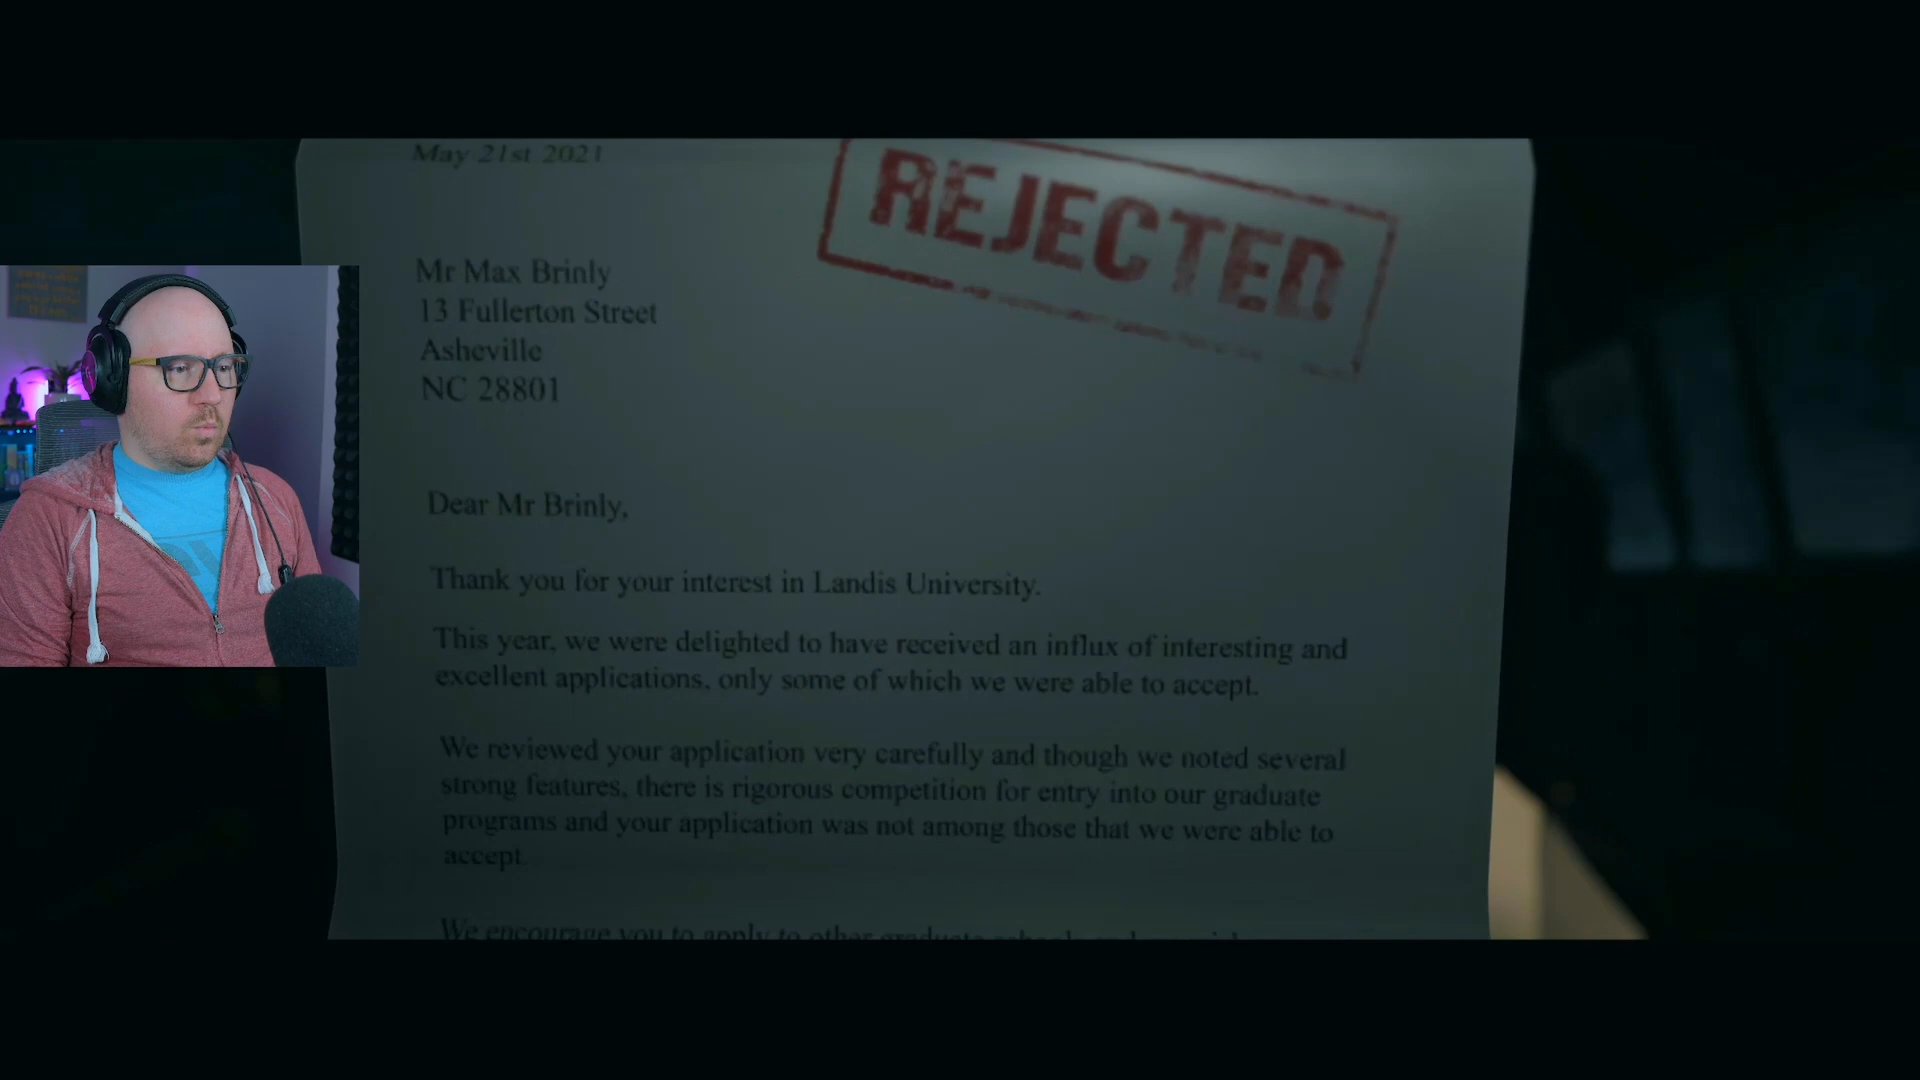 May 21st 2021
REJECTED
Mr Max Brinly
13 Fullerton Street
Asheville
NC 28801
Dear Mr Brinly,
Thank you for your interest in Landis University.
This year, we were delighted to have received an influx of interesting and
excellent applications, only some of which we were able to accept.
We reviewed your application very carefully and though we noted several
strong features, there is rigorous competition for entry into our graduate
programs and your application was not among those that we were able to
accept.
We encourage you to apply to other graduate